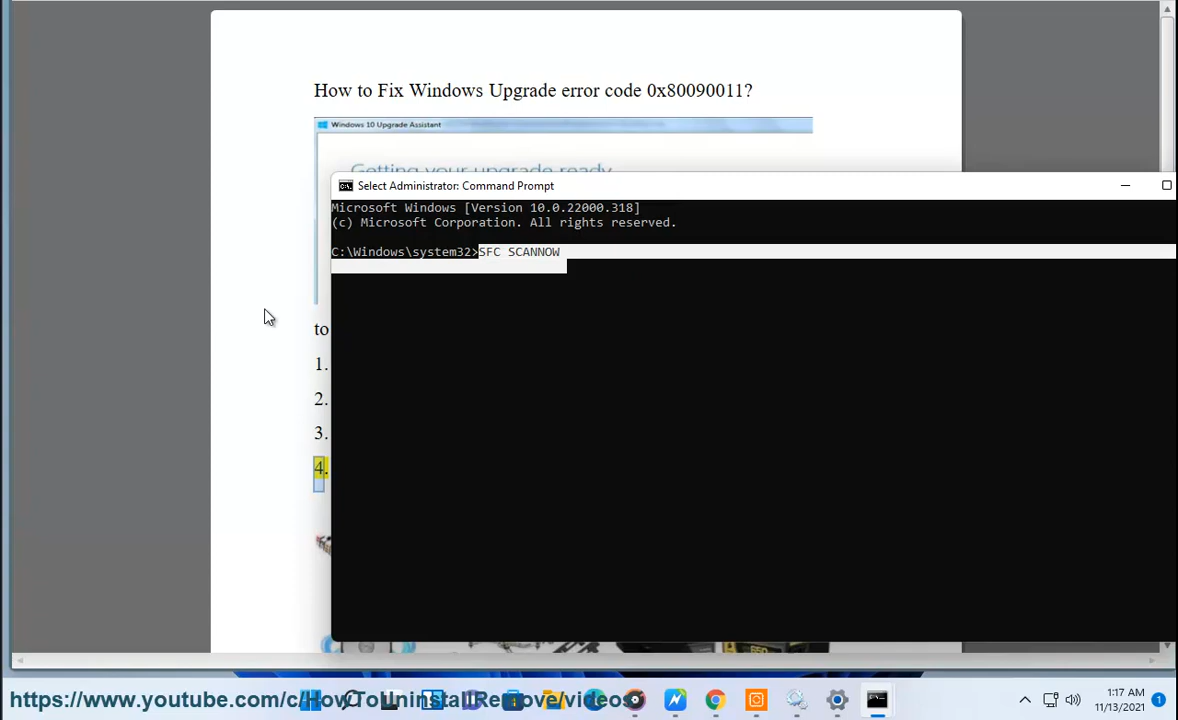 How to Fix Windows Upgrade error code 0x80090011?
Windows 10 Upgrade Assistant
Getting your upgrade ready
Select Administrator: Command Prompt
Microsoft Windows [Version 10.0.22000.318]
(c) Microsoft Corporation. All rights reserved.
C:\Windows\system32>SFC SCANNOW
to
1.
2.
3.
4.
650
https://www.youtube.com/c/HowToUninstallRemove/videos
1:17 AM
11/13/2021
1